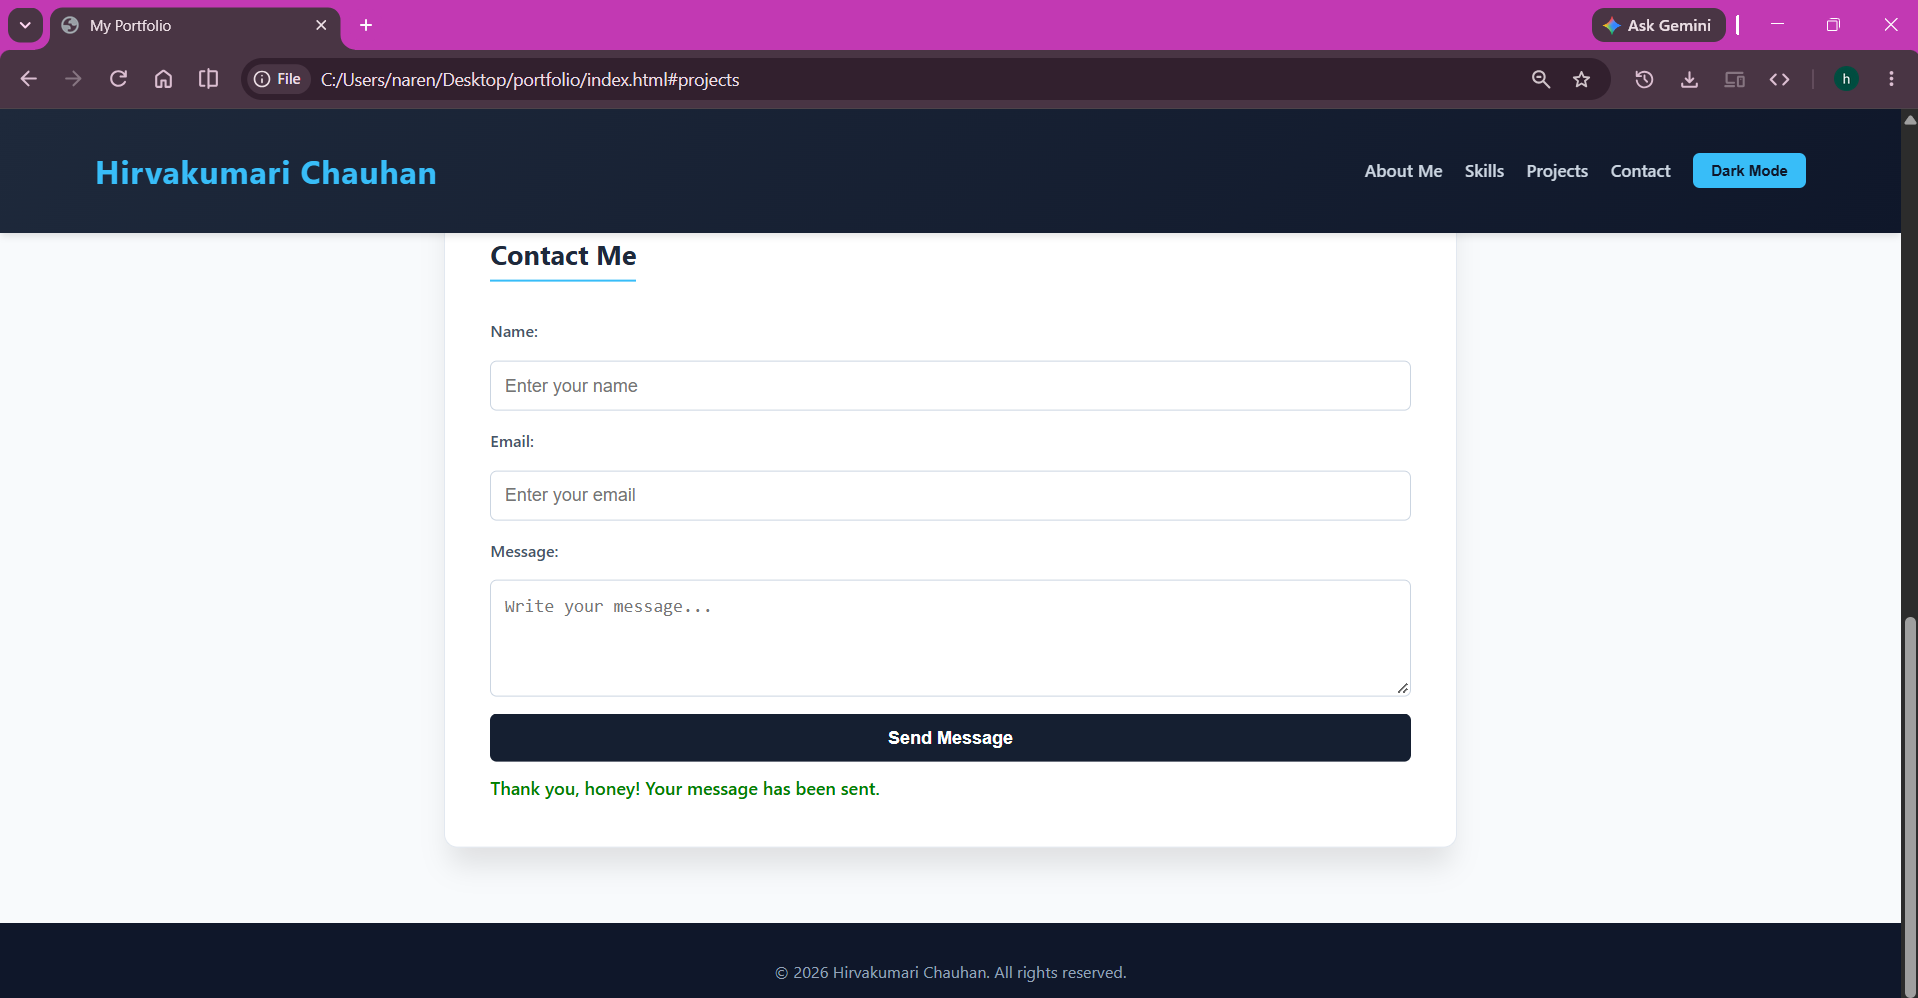 My Portfolio
Ask Gemini
File
C:/Users/naren/Desktop/portfolio/index.html#projects
h
Hirvakumari Chauhan
About Me
Skills
Projects
Contact
Dark Mode
Contact Me
Name:
Enter your name
Email:
Enter your email
Message:
Write your message...
Send Message
Thank you, honey! Your message has been sent.
© 2026 Hirvakumari Chauhan. All rights reserved.